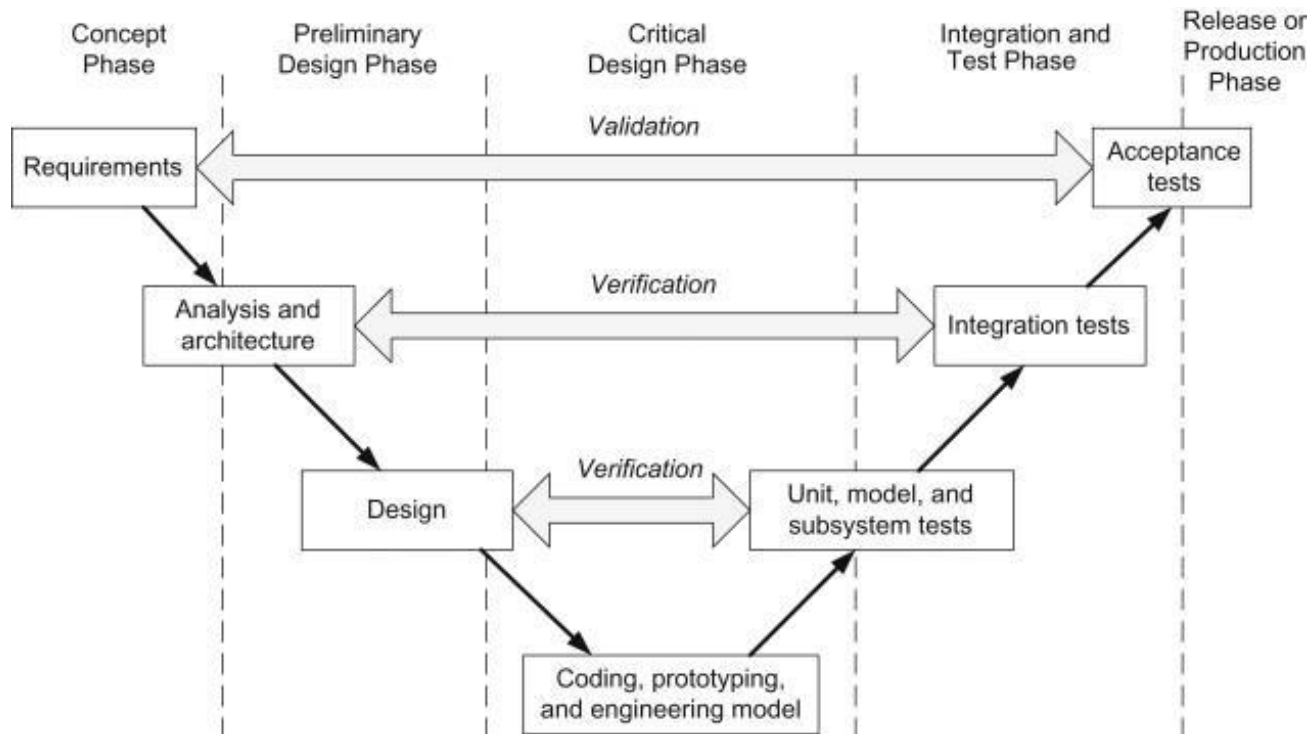 Concept
Phase
Preliminary
Design Phase
Critical
Design Phase
Integration and
Test Phase
Release or
Production
Phase
Validation
Requirements
Acceptance
tests
Verification
Analysis and
architecture
Integration tests
Verification
Design
Unit, model, and
subsystem tests
Coding, prototyping,
and engineering model